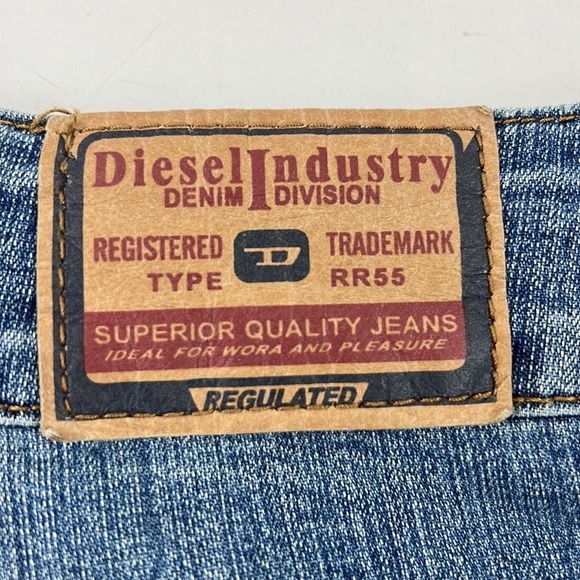 DieselIndustry
DENIM DIVISION
REGISTERED D TRADEMARK
TYPE RR55
SUPERIOR QUALITY JEANS
IDEAL FOR WORA AND PLEASURE
REGULATED